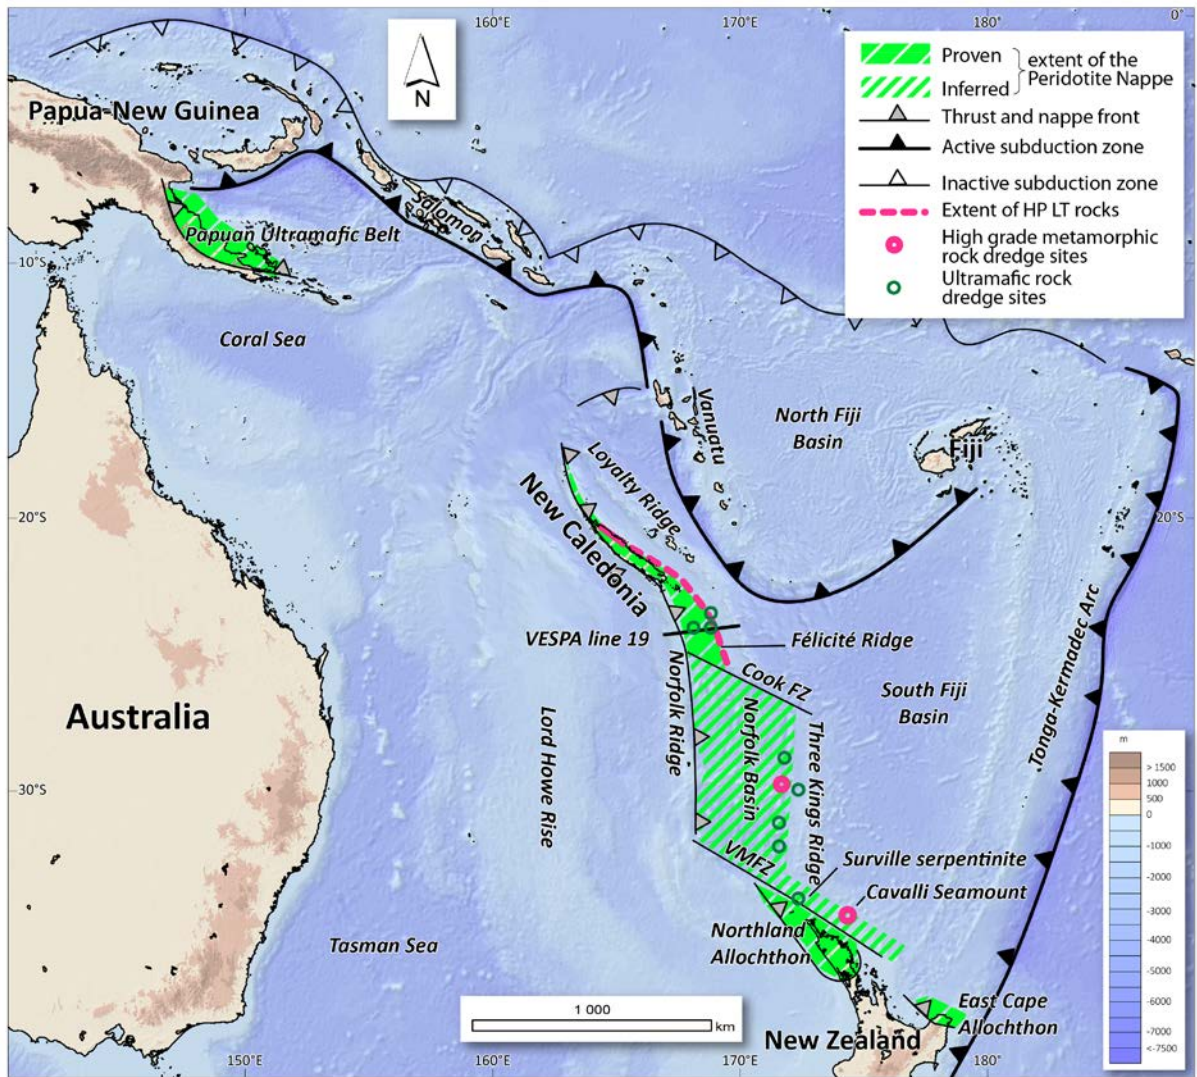 160°E
170°E
180°
0°
N
Proven
Inferred
extent of the
Peridotite Nappe
Thrust and nappe front
Active subduction zone
Inactive subduction zone
Extent of HP LT rocks
High grade metamorphic
rock dredge sites
Ultramafic rock
dredge sites
Papua-New Guinea
Salomon
Papuan Ultramafic Belt
10°S
Coral Sea
Vanuatu
North Fiji
Basin
Fiji
Loyalty Ridge
New Caledonia
20°S
20°S
VESPA line 19
Félicité Ridge
Cook FZ
Norfolk Ridge
Norfolk Basin
Three Kings Ridge
South Fiji
Basin
Tonga-Kermadec Arc
Australia
Lord Howe Rise
30°S
VMFZ
Surville serpentinite
Cavalli Seamount
Tasman Sea
Northland
Allochthon
East Cape
Allochthon
New Zealand
1 000
km
m
> 1500
1000
500
0
-1000
-2000
-3000
-4000
-5000
-6000
-7000
<-7500
150°E
160°E
170°E
180°